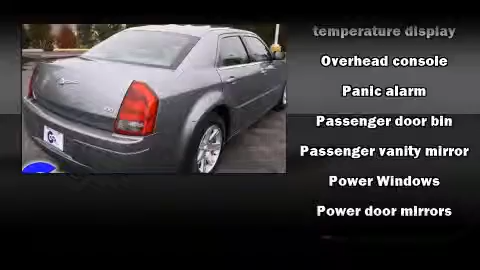 temperature display
Overhead console
Panic alarm
Passenger door bin
Passenger vanity mirror
Power Windows
Power door mirrors